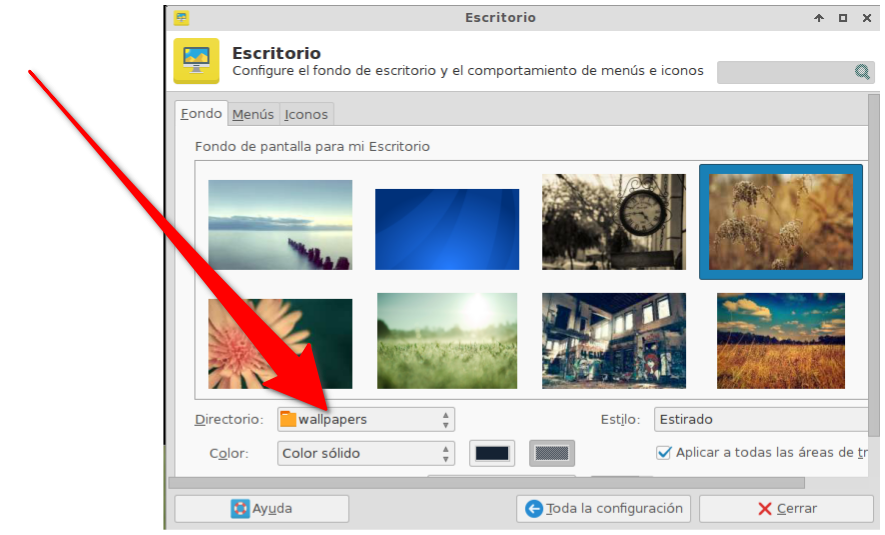 Escritorio
Escritorio
Configure el fondo de escritorio y el comportamiento de menús e iconos
Fondo Menús Iconos
Fondo de pantalla para mi Escritorio
Directorio: wallpapers Estilo: Estirado
Color: Color sólido Aplicar a todas las áreas de tr
Ayuda Toda la configuración Cerrar